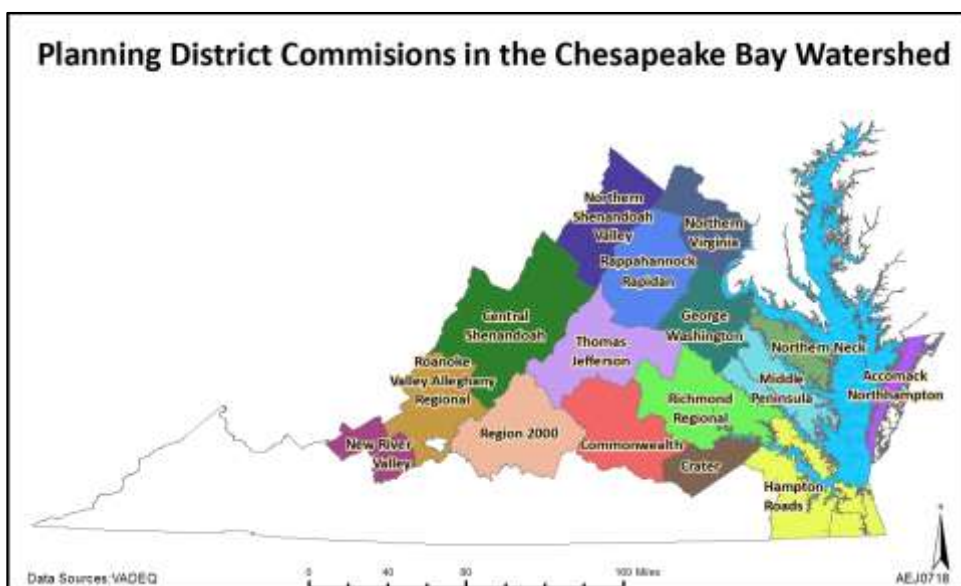 Planning District Commisions in the Chesapeake Bay Watershed
Northern
Shenandoah
Valley
Northern
Virginia
Rappahannock
Rapidan
Central
Shenandoah
George
Washington
Thomas
Jefferson
Northern Neck
Roanoke
Valley Alleghany
Regional
Middle
Peninsula
Accomack
Northhampton
Richmond
Regional
New River
Valley
Region 2000
Commonwealth
Crater
Hampton
Roads
Data Sources:VADEQ
0 40 80 160 Miles
AEJ0718